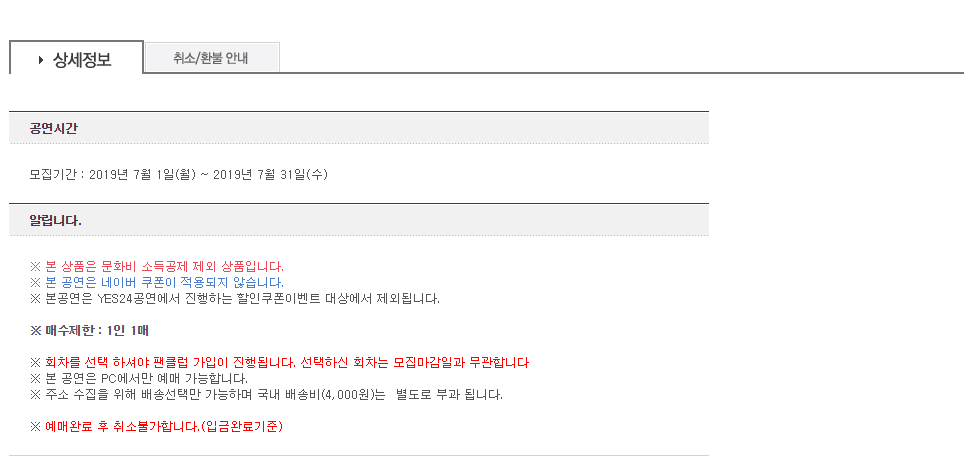 상세정보
취소/환불 안내
공연시간
모집기간 : 2019년 7월 1일(월) ~ 2019년 7월 31일(수)
알립니다.
※ 본 상품은 문화비 소득공제 제외 상품입니다.
※ 본 공연은 네이버 쿠폰이 적용되지 않습니다.
※ 본공연은 YES24공연에서 진행하는 할인쿠폰이벤트 대상에서 제외됩니다.
※ 매수제한 : 1인 1매
※ 회차를 선택 하셔야 팬클럽 가입이 진행됩니다. 선택하신 회차는 모집마감일과 무관합니다
※ 본 공연은 PC에서만 예매 가능합니다.
※ 주소 수집을 위해 배송선택만 가능하며 국내 배송비(4,000원)는 별도로 부과 됩니다.
※ 예매완료 후 취소불가합니다.(입금완료기준)